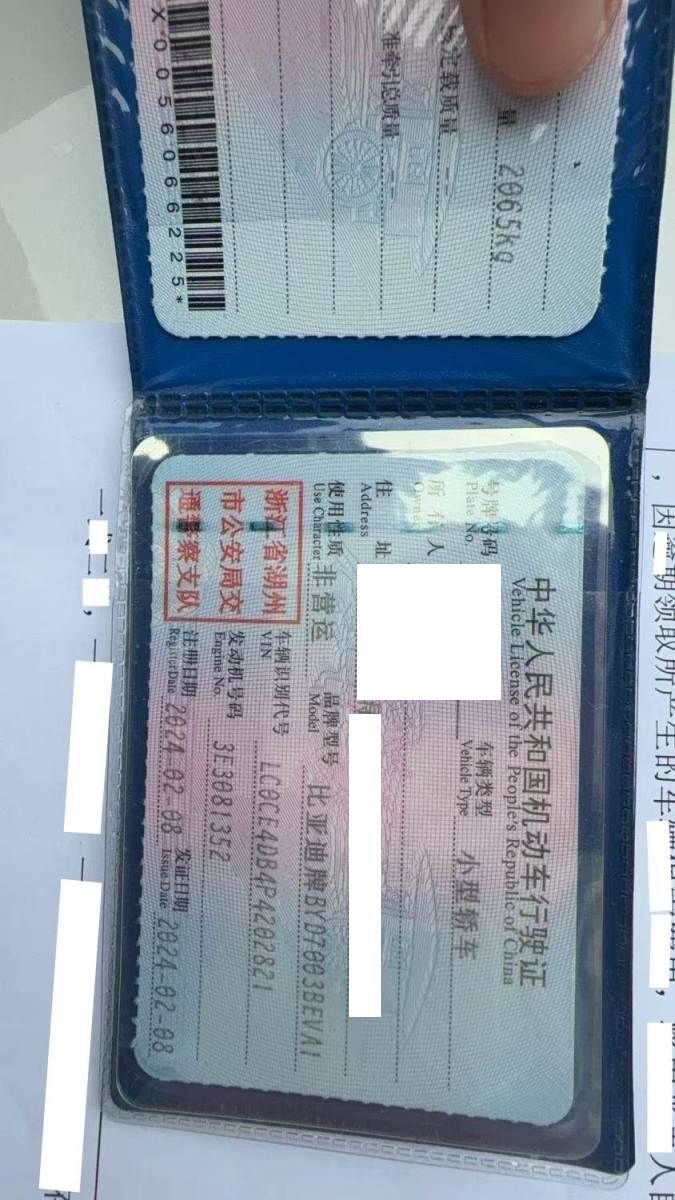 量 2065kg
之载质量 --
准牵引总质量 --
X0056066225*
中华人民共和国机动车行驶证
Vehicle License of the People's Republic of China
号牌号码
Plate No.
车辆类型
Vehicle Type
小型轿车
所有人
Owner
住址
Address
使用性质
Use Character
非营运
品牌型号
Model
比亚迪牌BYD7003BEVA1
车辆识别代号
VIN
LC0CE4DB4P4202821
发动机号码
Engine No.
3E3081352
注册日期
Register Date
2024-02-08
发证日期
Issue Date
2024-02-08
浙江省湖州
市公安局交
通警察支队